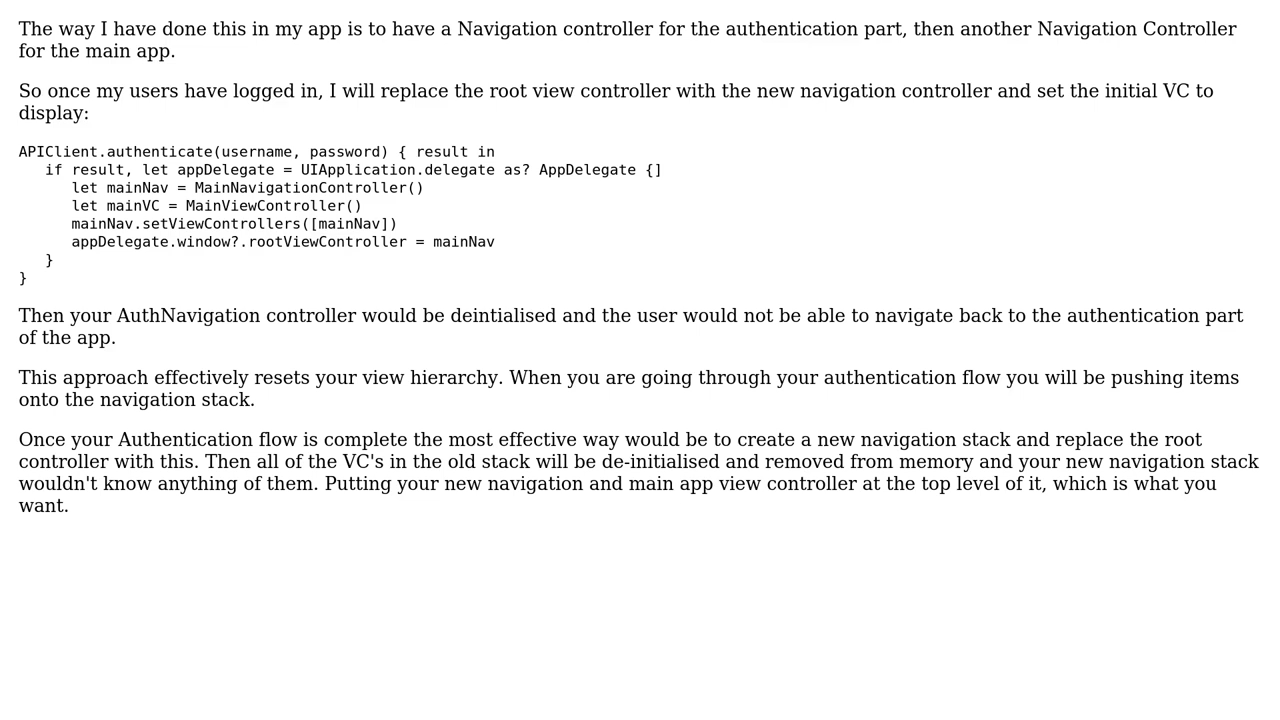 The way I have done this in my app is to have a Navigation controller for the authentication part, then another Navigation Controller
for the main app.
So once my users have logged in, I will replace the root view controller with the new navigation controller and set the initial VC to
display:
APIClient.authenticate(username, password) { result in
   if result, let appDelegate = UIApplication.delegate as? AppDelegate {]
      let mainNav = MainNavigationController()
      let mainVC = MainViewController()
      mainNav.setViewControllers([mainNav])
      appDelegate.window?.rootViewController = mainNav
   }
}
Then your AuthNavigation controller would be deintialised and the user would not be able to navigate back to the authentication part
of the app.
This approach effectively resets your view hierarchy. When you are going through your authentication flow you will be pushing items
onto the navigation stack.
Once your Authentication flow is complete the most effective way would be to create a new navigation stack and replace the root
controller with this. Then all of the VC's in the old stack will be de-initialised and removed from memory and your new navigation stack
wouldn't know anything of them. Putting your new navigation and main app view controller at the top level of it, which is what you
want.